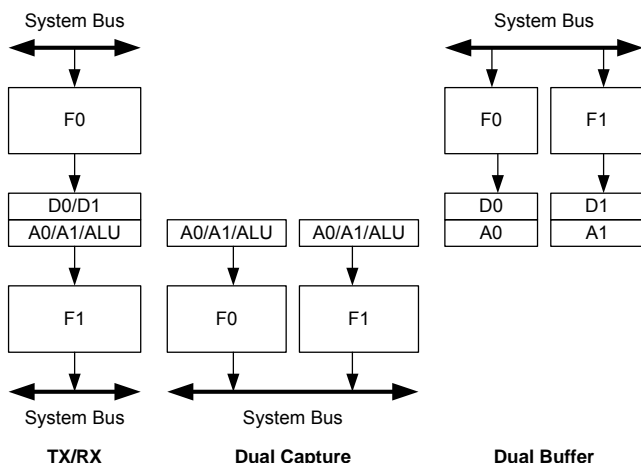 System Bus
System Bus
F0
F0
F1
D0/D1
D0
D1
A0/A1/ALU
A0/A1/ALU
A0/A1/ALU
A0
A1
F1
F0
F1
System Bus
System Bus
TX/RX
Dual Capture
Dual Buffer